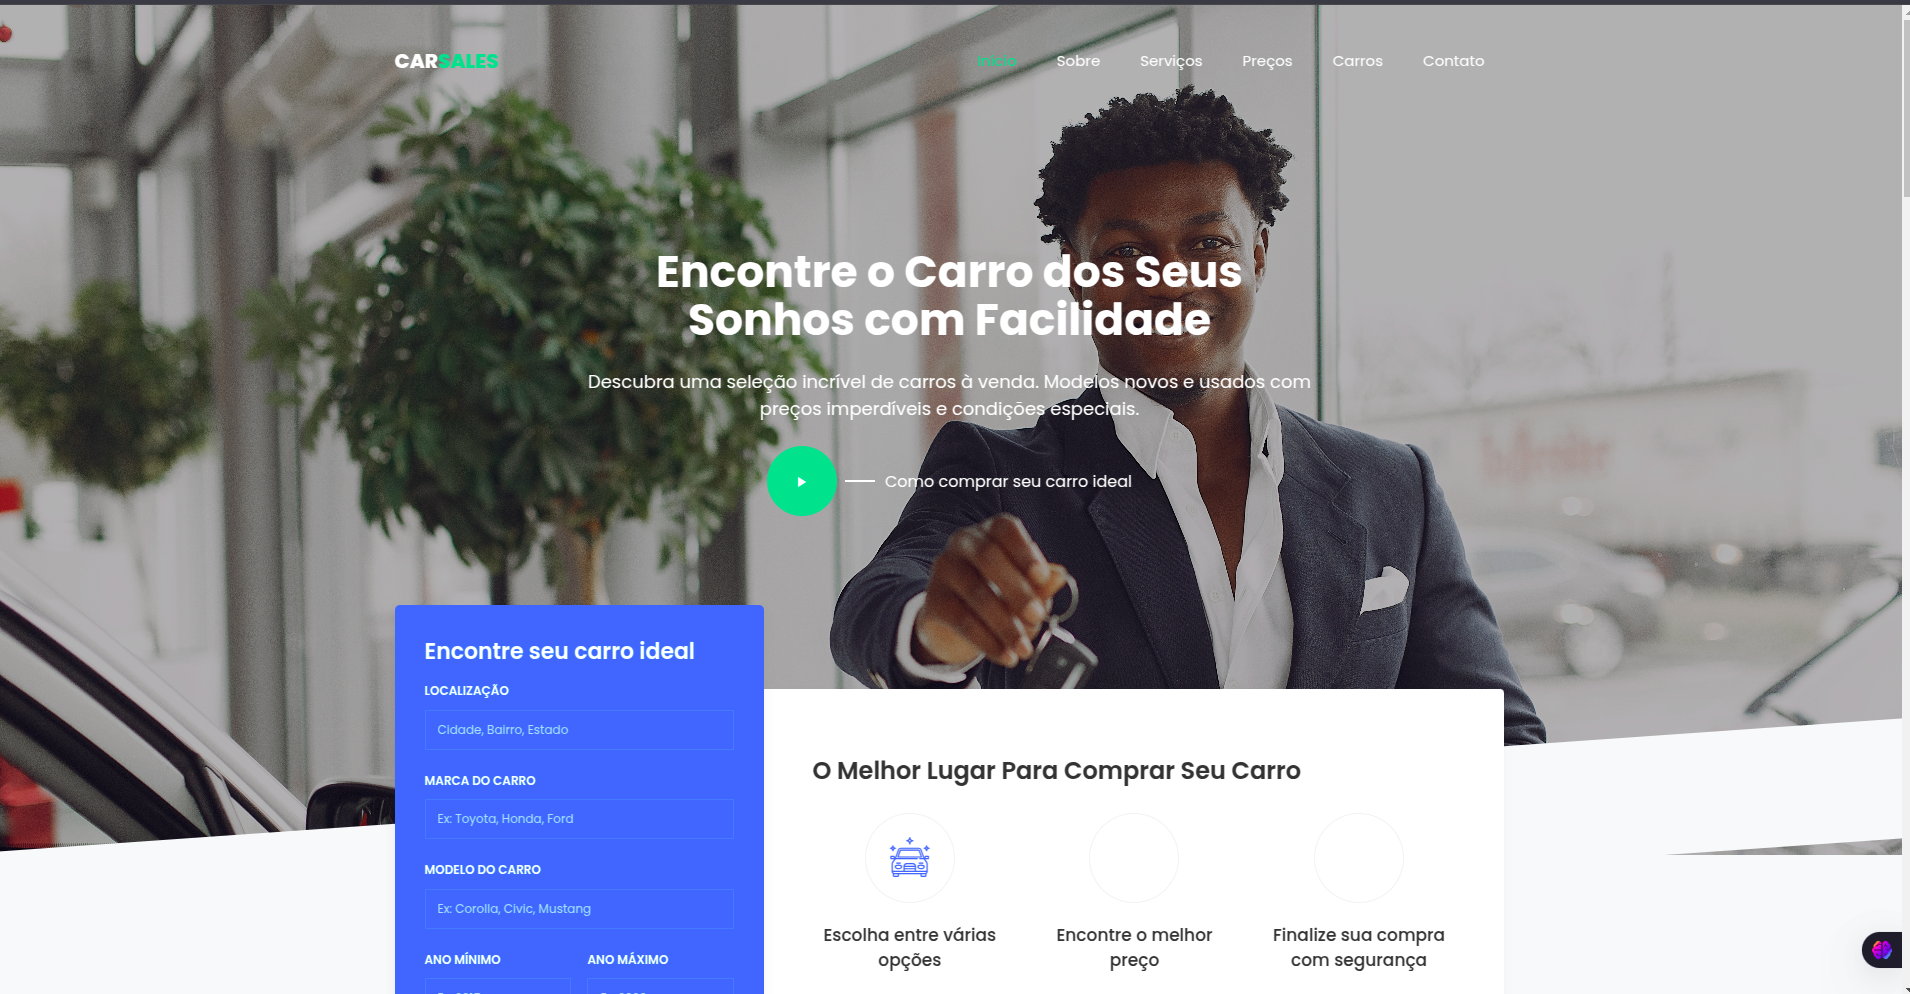 CARSALES
Início
Sobre
Serviços
Preços
Carros
Contato
Encontre o Carro dos Seus
Sonhos com Facilidade
Descubra uma seleção incrível de carros à venda. Modelos novos e usados com
preços imperdíveis e condições especiais.
Como comprar seu carro ideal
Encontre seu carro ideal
LOCALIZAÇÃO
Cidade, Bairro, Estado
MARCA DO CARRO
Ex: Toyota, Honda, Ford
MODELO DO CARRO
Ex: Corolla, Civic, Mustang
ANO MÍNIMO
ANO MÁXIMO
O Melhor Lugar Para Comprar Seu Carro
Escolha entre várias
opções
Encontre o melhor
preço
Finalize sua compra
com segurança